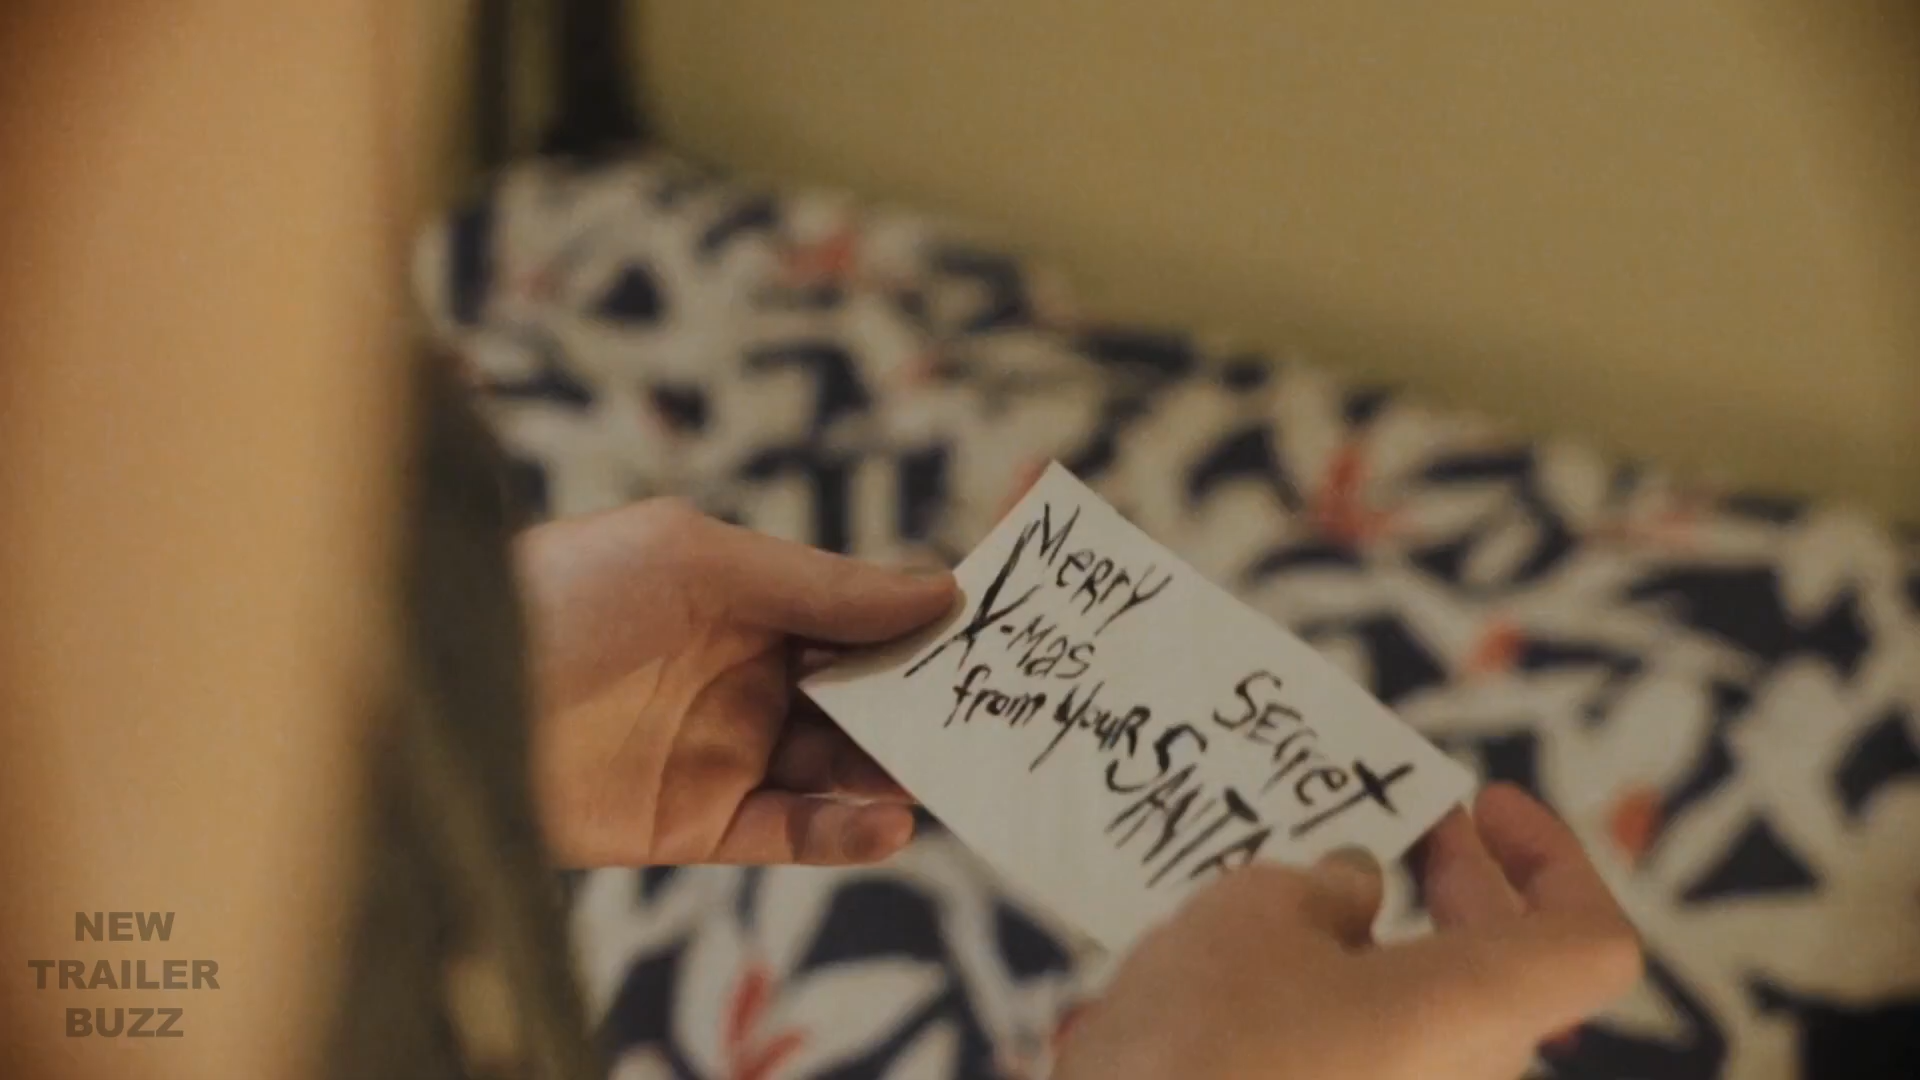 Merry
X-mas
from your Secret
SANTA
NEW
TRAILER
BUZZ